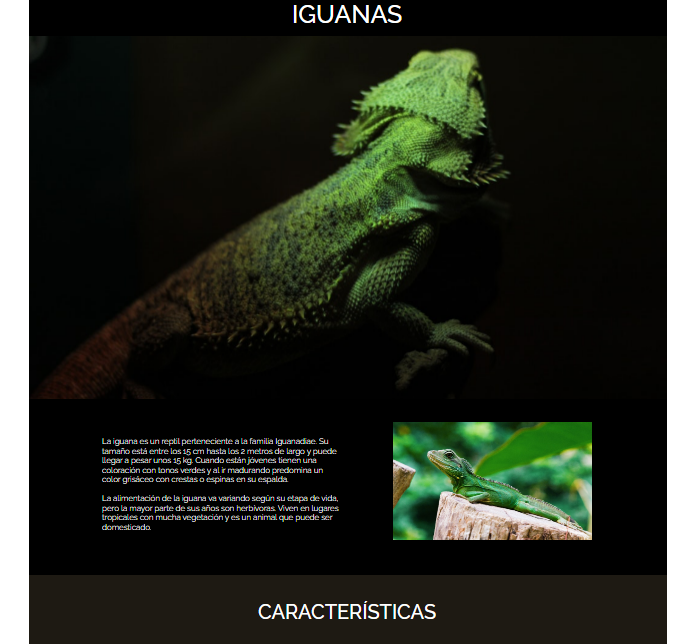 IGUANAS
La iguana es un reptil perteneciente a la familia Iguanadiae. Su
tamaño está entre los 15 cm hasta los 2 metros de largo y puede
llegar a pesar unos 15 kg. Cuando están jóvenes tienen una
coloración con tonos verdes y al ir madurando predomina un
color grisáceo con crestas o espinas en su espalda.
La alimentación de la iguana va variando según su etapa de vida,
pero la mayor parte de sus años son herbívoras. Viven en lugares
tropicales con mucha vegetación y es un animal que puede ser
domesticado.
CARACTERÍSTICAS